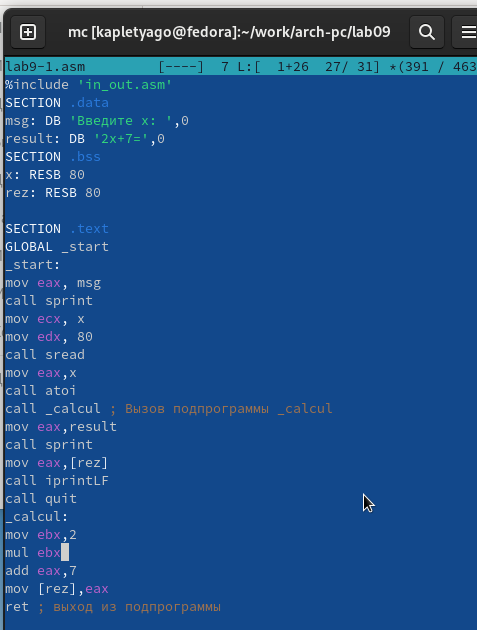 mc [kapletyago@fedora]:~/work/arch-pc/lab09
lab9-1.asm [----] 7 L:[ 1+26 27/ 31] *(391 / 463
%include 'in_out.asm'
SECTION .data
msg: DB 'Введите x: ',0
result: DB '2x+7=',0
SECTION .bss
x: RESB 80
rez: RESB 80
SECTION .text
GLOBAL _start
_start:
mov eax, msg
call sprint
mov ecx, x
mov edx, 80
call sread
mov eax,x
call atoi
call _calcul ; Вызов подпрограммы _calcul
mov eax,result
call sprint
mov eax,[rez]
call iprintLF
call quit
_calcul:
mov ebx,2
mul ebx
add eax,7
mov [rez],eax
ret ; выход из подпрограммы